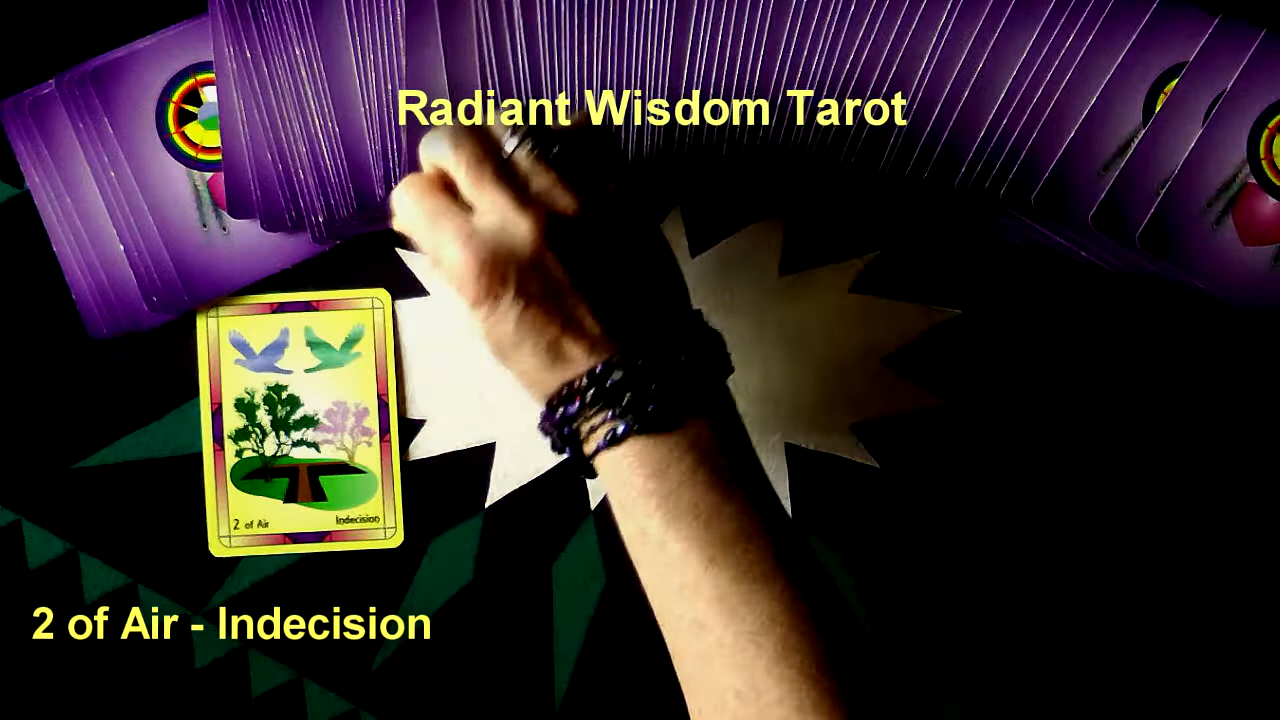 Radiant Wisdom Tarot
2 of Air
Indecision
2 of Air - Indecision